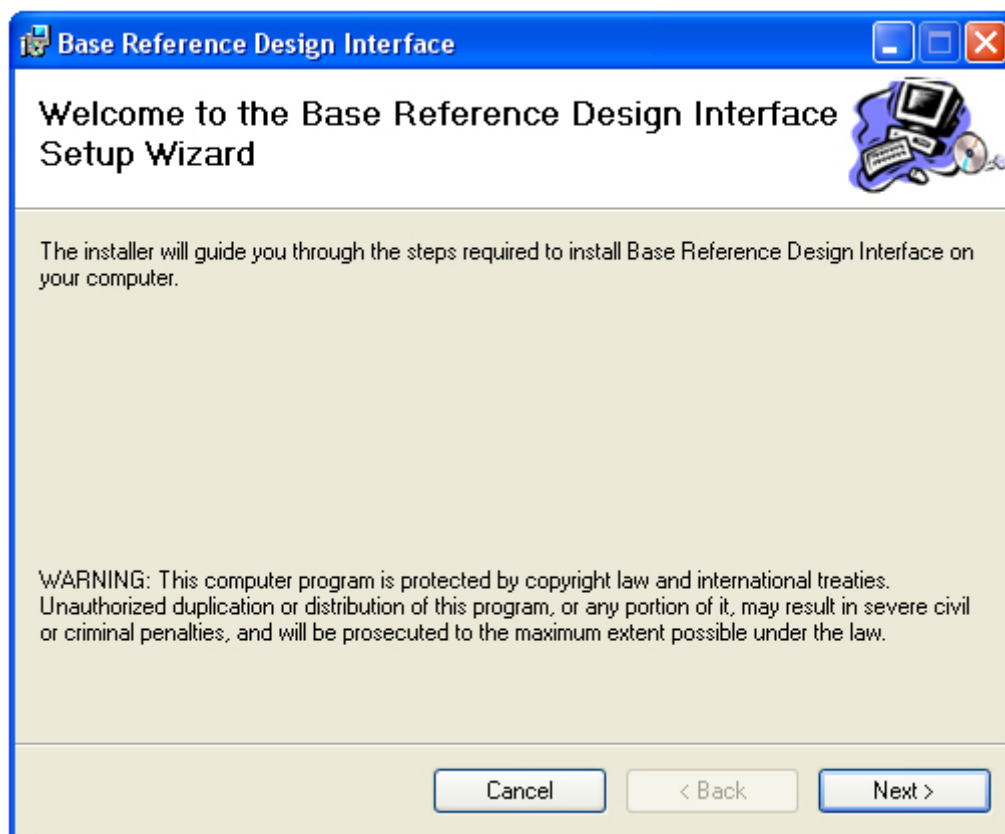 Base Reference Design Interface
Welcome to the Base Reference Design Interface
Setup Wizard
The installer will guide you through the steps required to install Base Reference Design Interface on
your computer.
WARNING: This computer program is protected by copyright law and international treaties.
Unauthorized duplication or distribution of this program, or any portion of it, may result in severe civil
or criminal penalties, and will be prosecuted to the maximum extent possible under the law.
Cancel
< Back
Next >